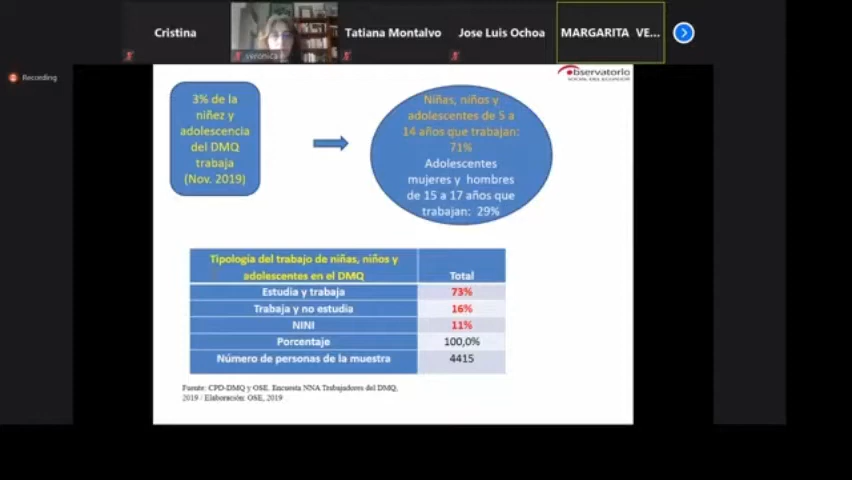 Cristina
Tatiana Montalvo
Jose Luis Ochoa
MARGARITA VE...
Recording
Observatorio
SOCIAL DEL ECUADOR
3% de la
niñez y
adolescencia
del DMQ
trabaja
(Nov. 2019)
Niñas, niños y
adolescentes de 5 a
14 años que trabajan:
71%
Adolescentes
mujeres y hombres
de 15 a 17 años que
trabajan: 29%
Tipología del trabajo de niñas, niños y
adolescentes en el DMQ Total
Estudia y trabaja 73%
Trabaja y no estudia 16%
NINI 11%
Porcentaje 100,0%
Número de personas de la muestra 4415
Fuente: CPD-DMQ y OSE. Encuesta NNA Trabajadores del DMQ,
2019 / Elaboración: OSE, 2019